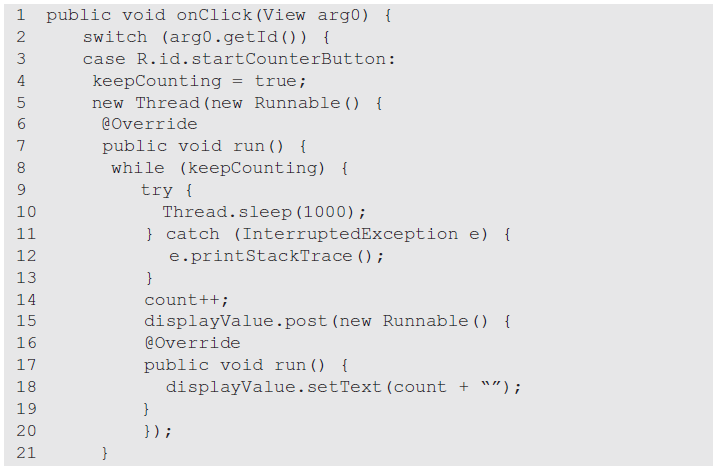 1 public void onClick(View arg0) {
2 switch (arg0.getId()) {
3 case R.id.startCounterButton:
4 keepCounting = true;
5 new Thread(new Runnable() {
6 @Override
7 public void run() {
8 while (keepCounting) {
9 try {
10 Thread.sleep(1000);
11 } catch (InterruptedException e) {
12 e.printStackTrace();
13 }
14 count++;
15 displayValue.post(new Runnable() {
16 @Override
17 public void run() {
18 displayValue.setText(count + “”);
19 }
20 });
21 }